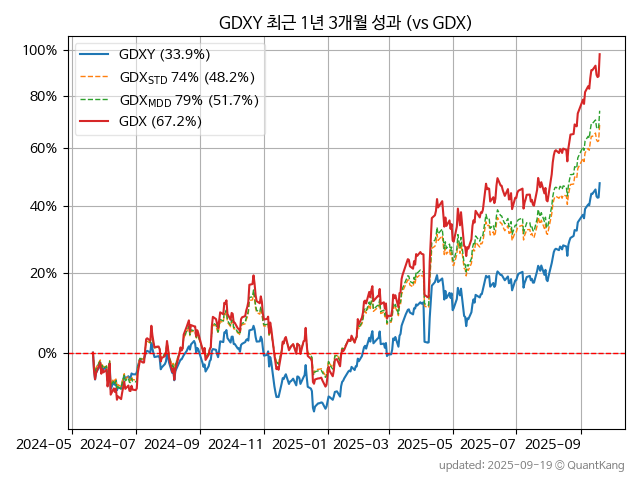 GDXY 최근 1년 3개월 성과 (vs GDX)
100%
80%
60%
40%
20%
0%
GDXY (33.9%)
GDX_STD 74% (48.2%)
GDX_MDD 79% (51.7%)
GDX (67.2%)
2024-05 2024-07 2024-09 2024-11 2025-01 2025-03 2025-05 2025-07 2025-09
updated: 2025-09-19 © QuantKang